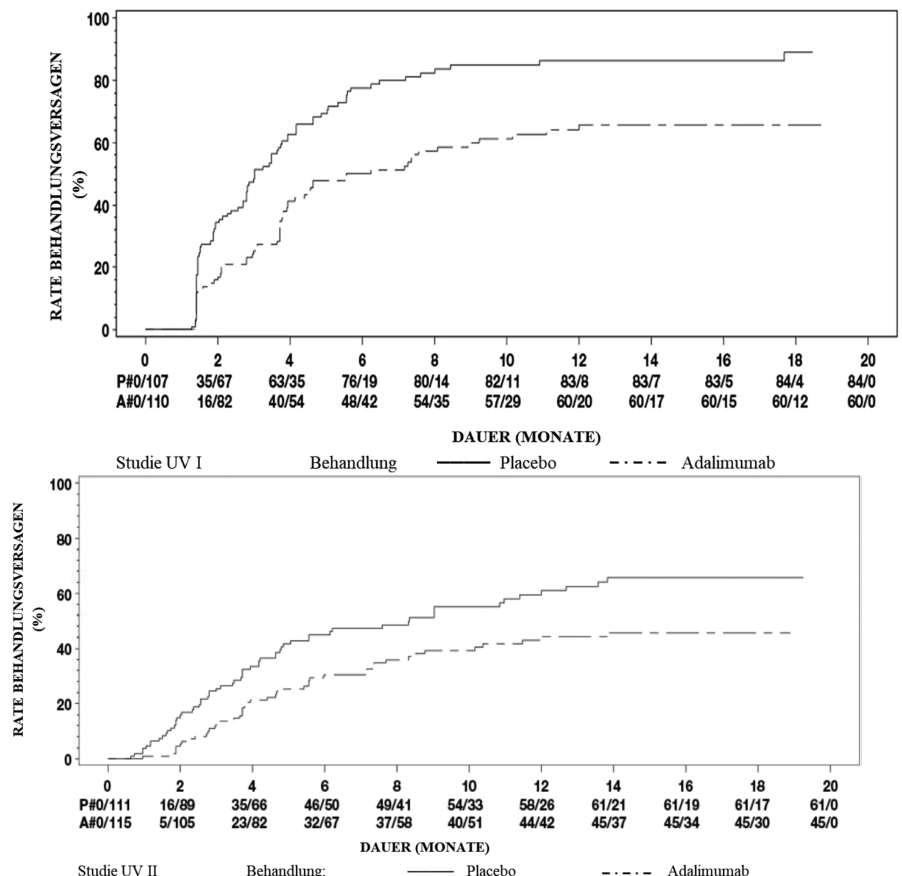 RATE BEHANDLUNGSVERSAGEN
(%)
100
80
60
40
20
0
0 2 4 6 8 10 12 14 16 18 20
P#0/107 35/67 63/35 76/19 80/14 82/11 83/8 83/7 83/5 84/4 84/0
A#0/110 16/82 40/54 48/42 54/35 57/29 60/20 60/17 60/15 60/12 60/0
DAUER (MONATE)
Studie UV I Behandlung Placebo Adalimumab
RATE BEHANDLUNGSVERSAGEN
(%)
100
80
60
40
20
0
0 2 4 6 8 10 12 14 16 18 20
P#0/111 16/89 35/66 46/50 49/41 54/33 58/26 61/21 61/19 61/17 61/0
A#0/115 5/105 23/82 32/67 37/58 40/51 44/42 45/37 45/34 45/30 45/0
DAUER (MONATE)
Studie UV II Behandlung: Placebo Adalimumab